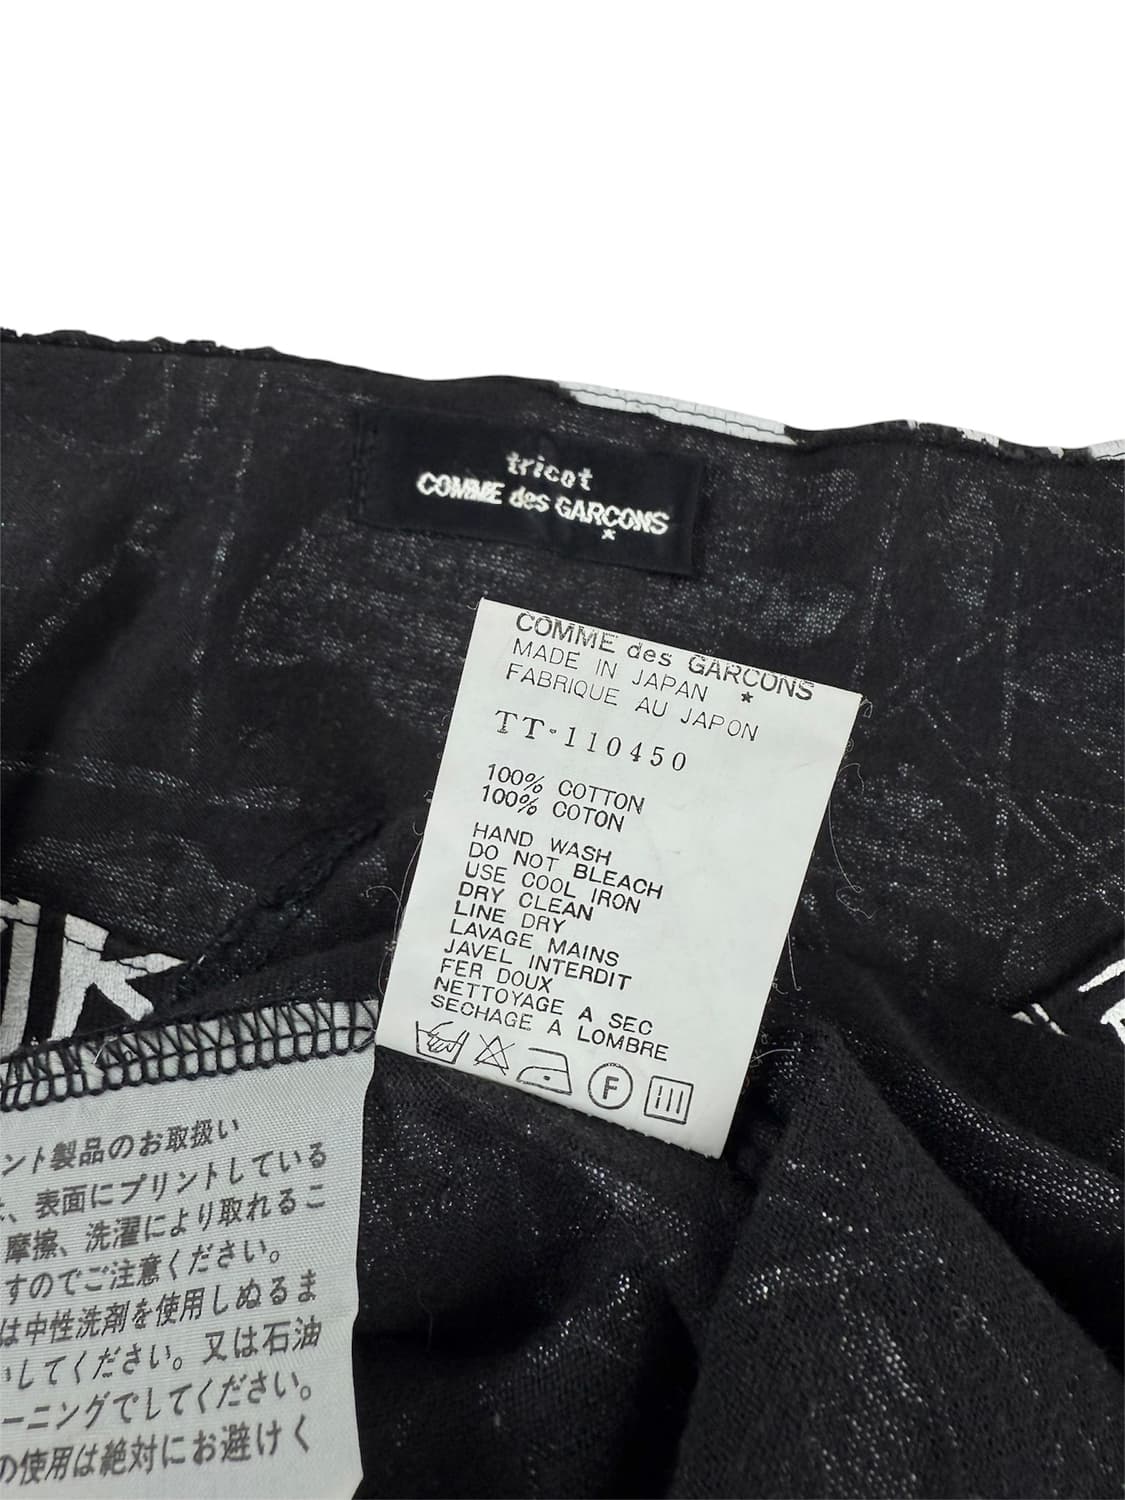 tricot
COMME des GARCONS
COMME des GARCONS
MADE IN JAPAN
FABRIQUE AU JAPON
TT-110450
100% COTTON
100% COTON
HAND WASH
DO NOT BLEACH
USE COOL IRON
DRY CLEAN
LINE DRY
LAVAGE MAINS
JAVEL INTERDIT
FER DOUX
NETTOYAGE A SEC
SECHAGE A LOMBRE
F
ント製品のお取扱い
、表面にプリントしている
摩擦、洗濯により取れるこ
すのでご注意ください。
は中性洗剤を使用しぬるま
してください。又は石油
ーニングでしてください。
の使用は絶対にお避けく